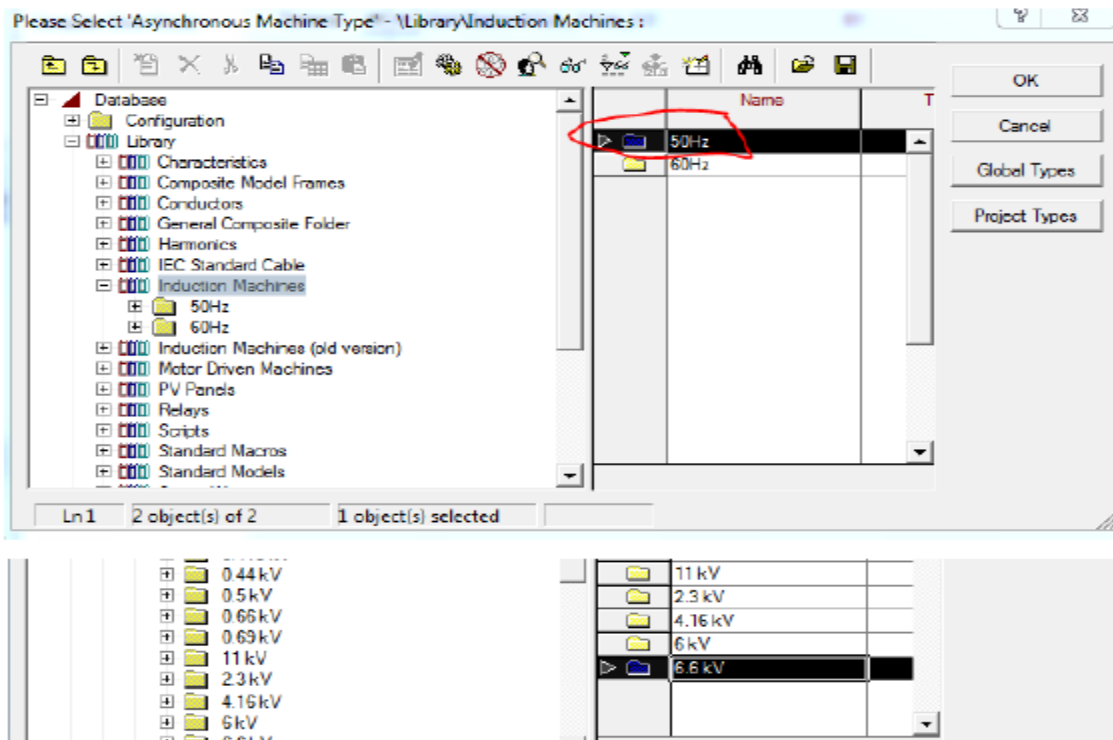 Please Select 'Asynchronous Machine Type' - \Library\Induction Machines :
OK
Cancel
Global Types
Project Types
Database
Configuration
Library
Characteristics
Composite Model Frames
Conductors
General Composite Folder
Harmonics
IEC Standard Cable
Induction Machines
50Hz
60Hz
Induction Machines (old version)
Motor Driven Machines
PV Panels
Relays
Scripts
Standard Macros
Standard Models
Name T
50Hz
60Hz
Ln 1 2 object(s) of 2 1 object(s) selected
0.44 kV
0.5 kV
0.66 kV
0.69 kV
11 kV
2.3 kV
4.16 kV
6 kV
11 kV
2.3 kV
4.16 kV
6 kV
6.6 kV